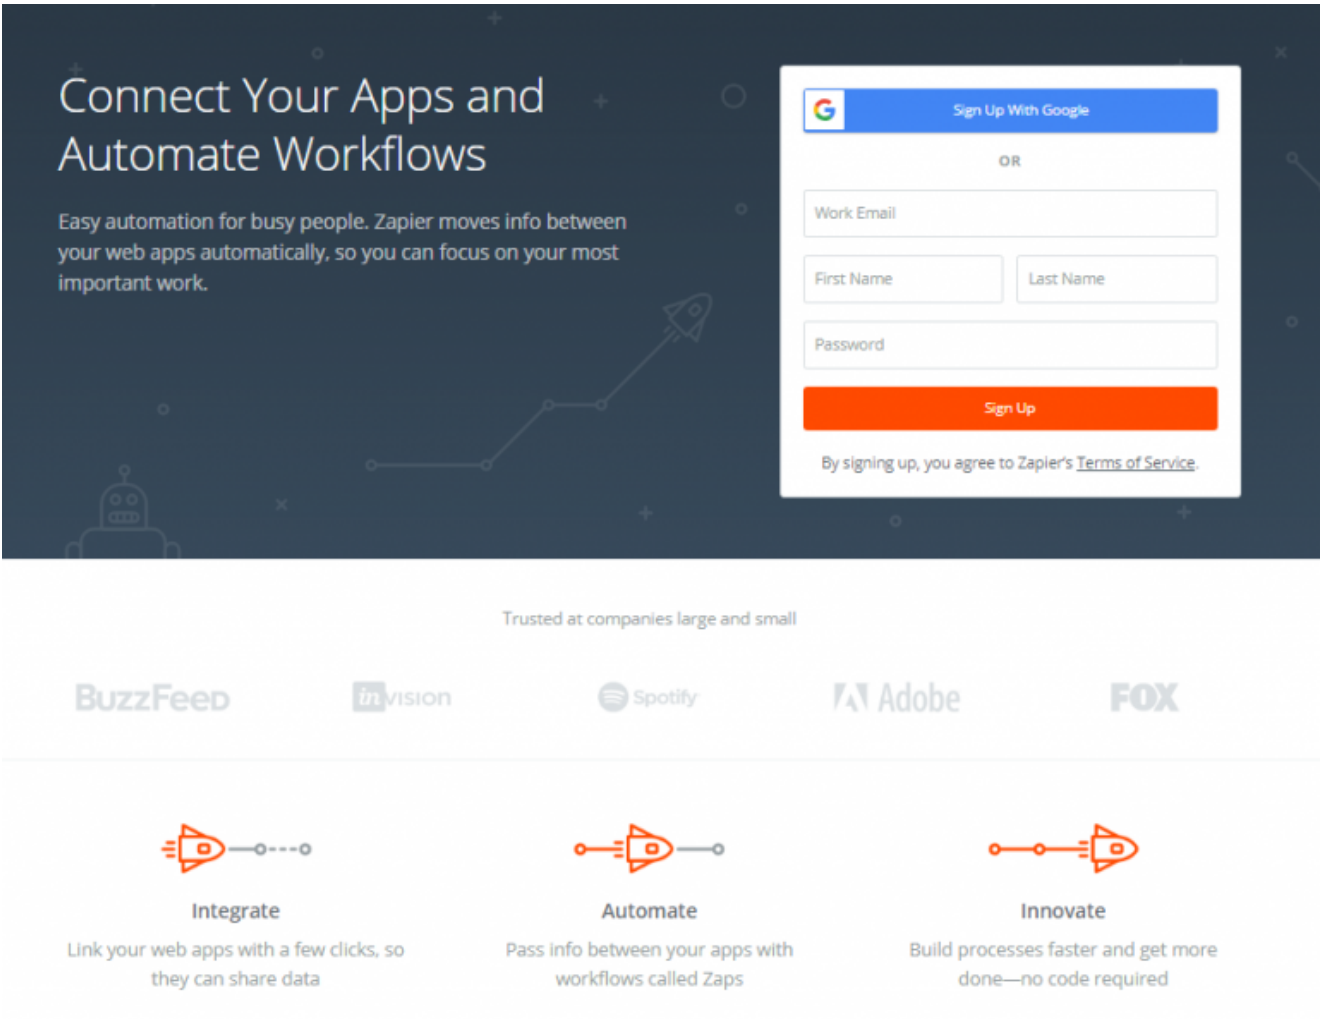 Connect Your Apps and
Automate Workflows
Easy automation for busy people. Zapier moves info between
your web apps automatically, so you can focus on your most
important work.
G
Sign Up With Google
OR
Work Email
First Name
Last Name
Password
Sign Up
By signing up, you agree to Zapier's Terms of Service.
Trusted at companies large and small
BuzzFeed
inVISION
Spotify
Adobe
FOX
Integrate
Link your web apps with a few clicks, so
they can share data
Automate
Pass info between your apps with
workflows called Zaps
Innovate
Build processes faster and get more
done—no code required